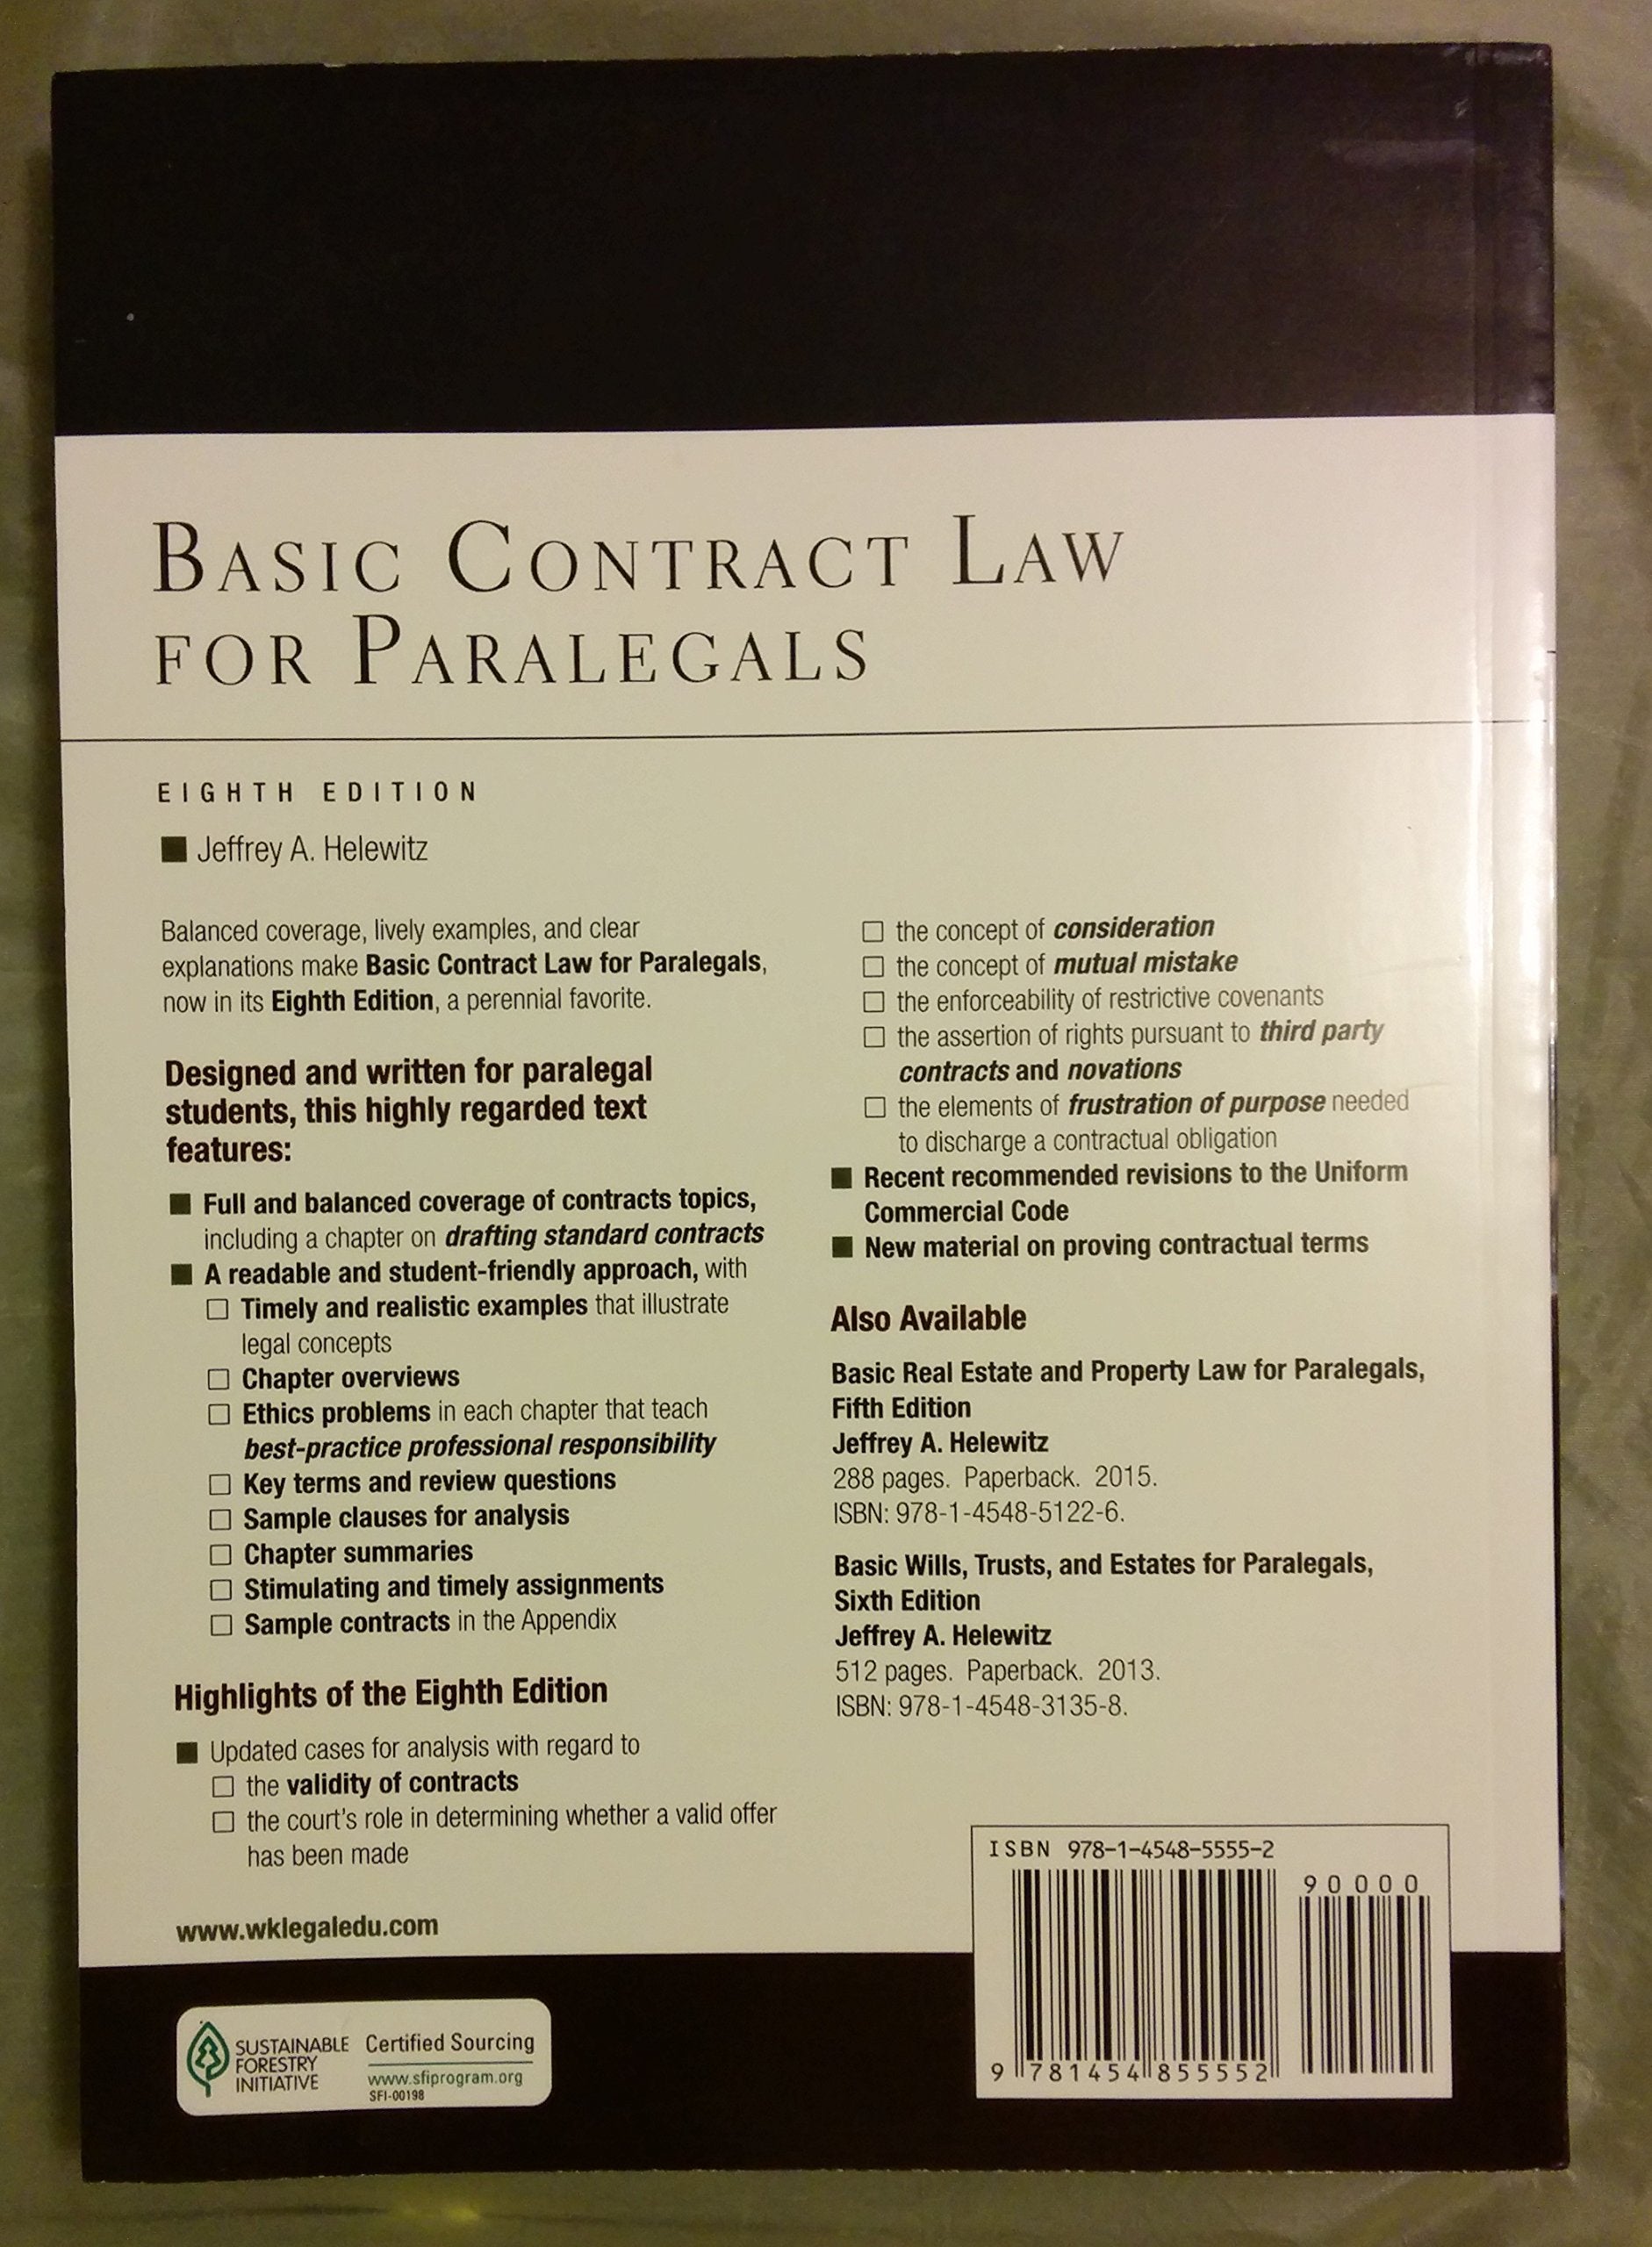 BASIC CONTRACT LAW
FOR PARALEGALS
EIGHTH EDITION
■ Jeffrey A. Helewitz
Balanced coverage, lively examples, and clear
explanations make Basic Contract Law for Paralegals,
now in its Eighth Edition, a perennial favorite.
Designed and written for paralegal
students, this highly regarded text
features:
■ Full and balanced coverage of contracts topics,
including a chapter on drafting standard contracts
■ A readable and student-friendly approach, with
□ Timely and realistic examples that illustrate
legal concepts
□ Chapter overviews
□ Ethics problems in each chapter that teach
best-practice professional responsibility
□ Key terms and review questions
□ Sample clauses for analysis
□ Chapter summaries
□ Stimulating and timely assignments
□ Sample contracts in the Appendix
Highlights of the Eighth Edition
■ Updated cases for analysis with regard to
□ the validity of contracts
□ the court's role in determining whether a valid offer
has been made
□ the concept of consideration
□ the concept of mutual mistake
□ the enforceability of restrictive covenants
□ the assertion of rights pursuant to third party
contracts and novations
□ the elements of frustration of purpose needed
to discharge a contractual obligation
■ Recent recommended revisions to the Uniform
Commercial Code
■ New material on proving contractual terms
Also Available
Basic Real Estate and Property Law for Paralegals,
Fifth Edition
Jeffrey A. Helewitz
288 pages. Paperback. 2015.
ISBN: 978-1-4548-5122-6.
Basic Wills, Trusts, and Estates for Paralegals,
Sixth Edition
Jeffrey A. Helewitz
512 pages. Paperback. 2013.
ISBN: 978-1-4548-3135-8.
www.wklegaledu.com
SUSTAINABLE
FORESTRY
INITIATIVE
Certified Sourcing
www.sfiprogram.org
SFI-00198
ISBN 978-1-4548-5555-2
90000
9 781454 855552